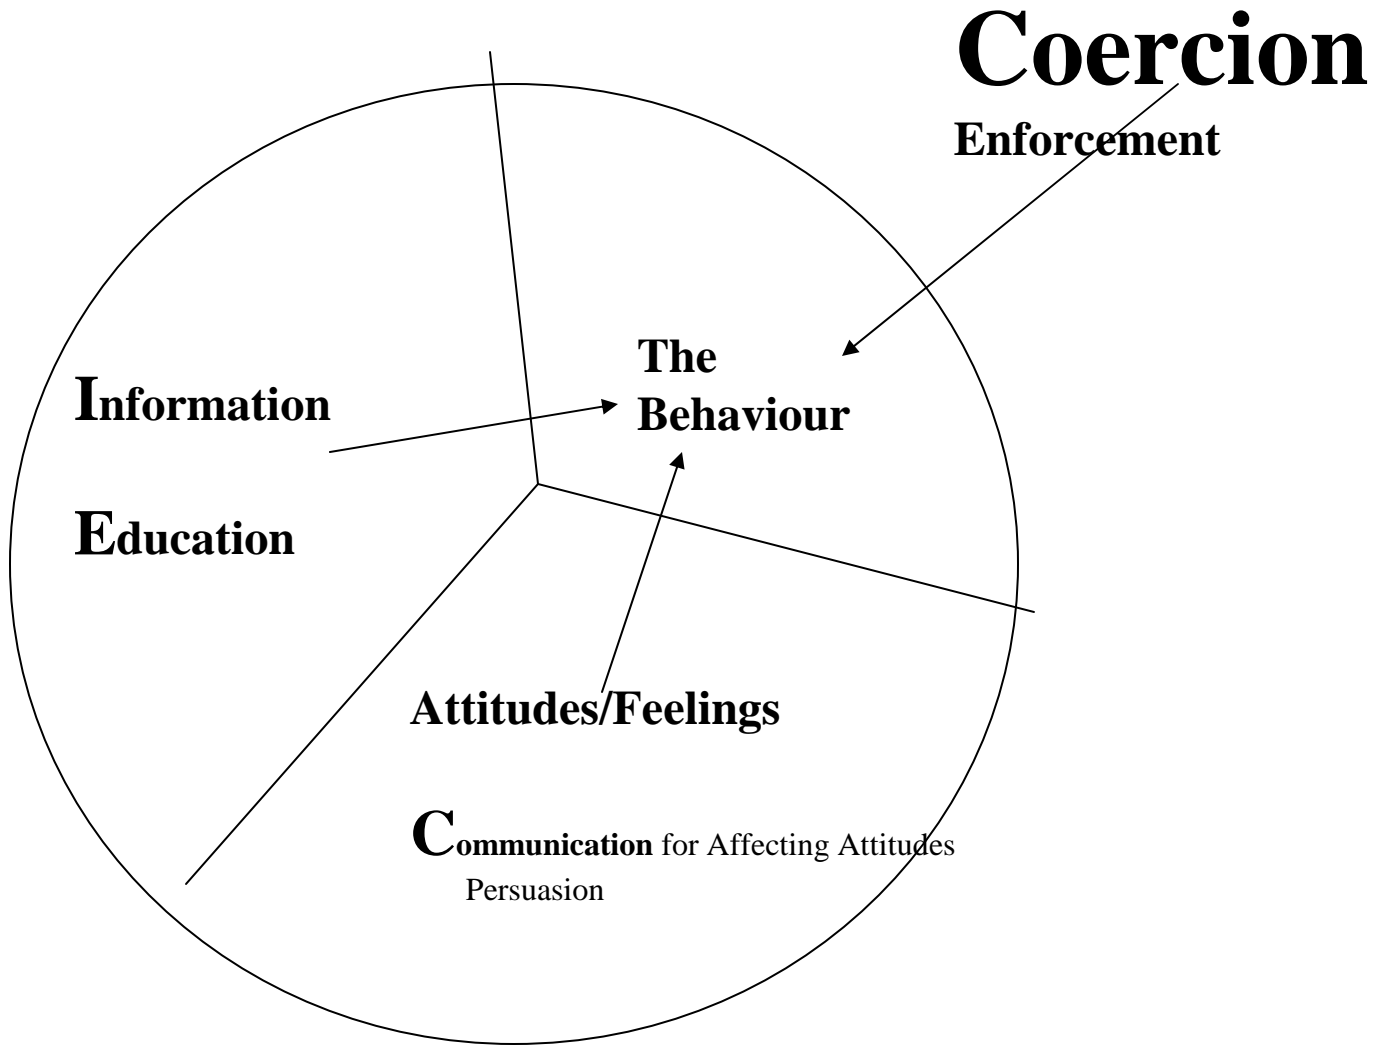 Coercion
Enforcement
The
Behaviour
Information
Education
Attitudes/Feelings
Communication for Affecting Attitudes
Persuasion